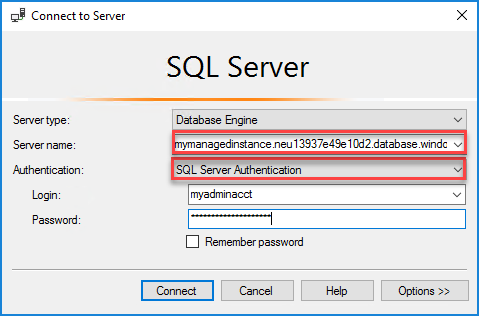 Connect to Server
SQL Server
Server type: Database Engine
Server name: mymanagedinstance.neu13937e49e10d2.database.windo
Authentication: SQL Server Authentication
Login: myadminacct
Password: ********************
Remember password
Connect Cancel Help Options >>